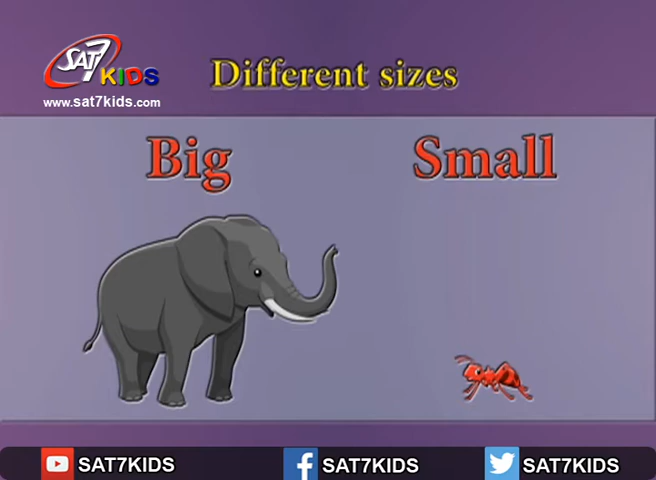 SAT7
KIDS
www.sat7kids.com
Different sizes
Big
Small
SAT7KIDS
SAT7KIDS
SAT7KIDS